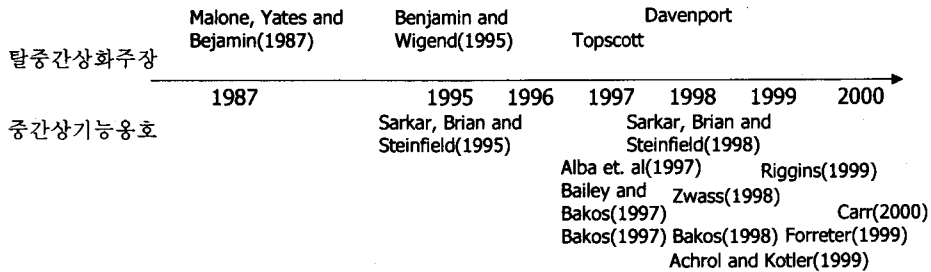 Malone, Yates and
Bejamin(1987)
Benjamin and
Wigend(1995)
Davenport
Topscott
탈중간상화주장
1987 1995 1996 1997 1998 1999 2000
중간상기능옹호
Sarkar, Brian and
Steinfield(1995)
Sarkar, Brian and
Steinfield(1998)
Alba et. al(1997)
Riggins(1999)
Bailey and
Bakos(1997)
Zwass(1998)
Carr(2000)
Bakos(1997) Bakos(1998) Forreter(1999)
Achrol and Kotler(1999)